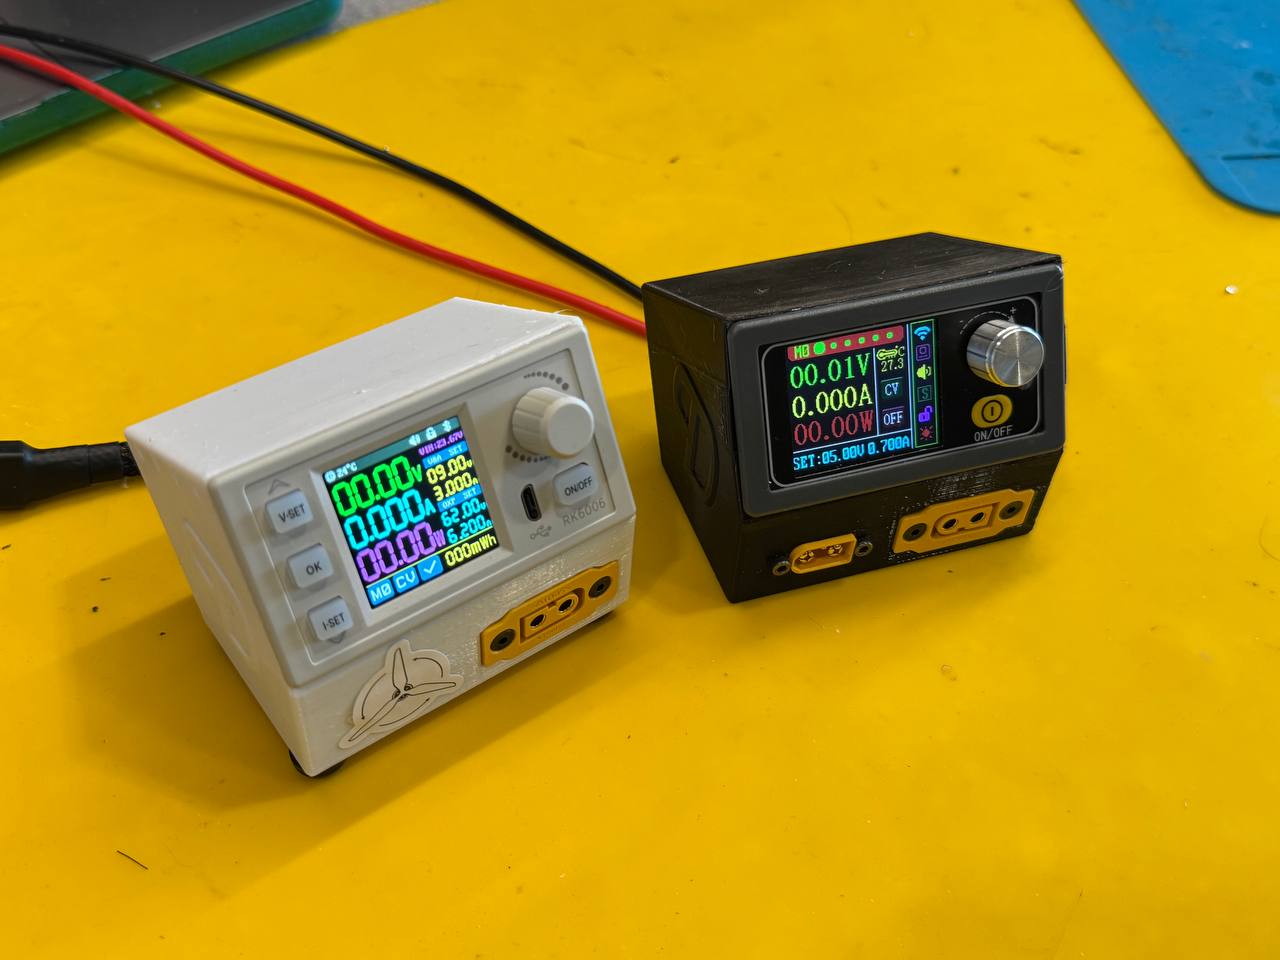 24℃
VIN:23.67V
00.00V
0.000A
00.00W
V&A SET
09.00V
3.000A
OXP SET
62.00V
6.200A
M0 CV
000mWh
V-SET
OK
I-SET
ON/OFF
RK6006
M0
00.01V
0.000A
00.00W
℃
27.3
CV
OFF
S
SET:05.00V 0.700A
+
ON/OFF